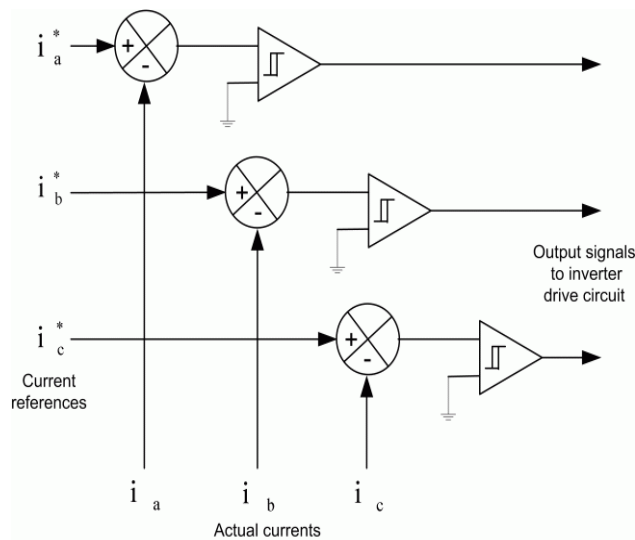 i*a
+
-
i*b
+
-
Output signals
to inverter
drive circuit
i*c
+
-
Current
references
i a
i b
i c
Actual currents